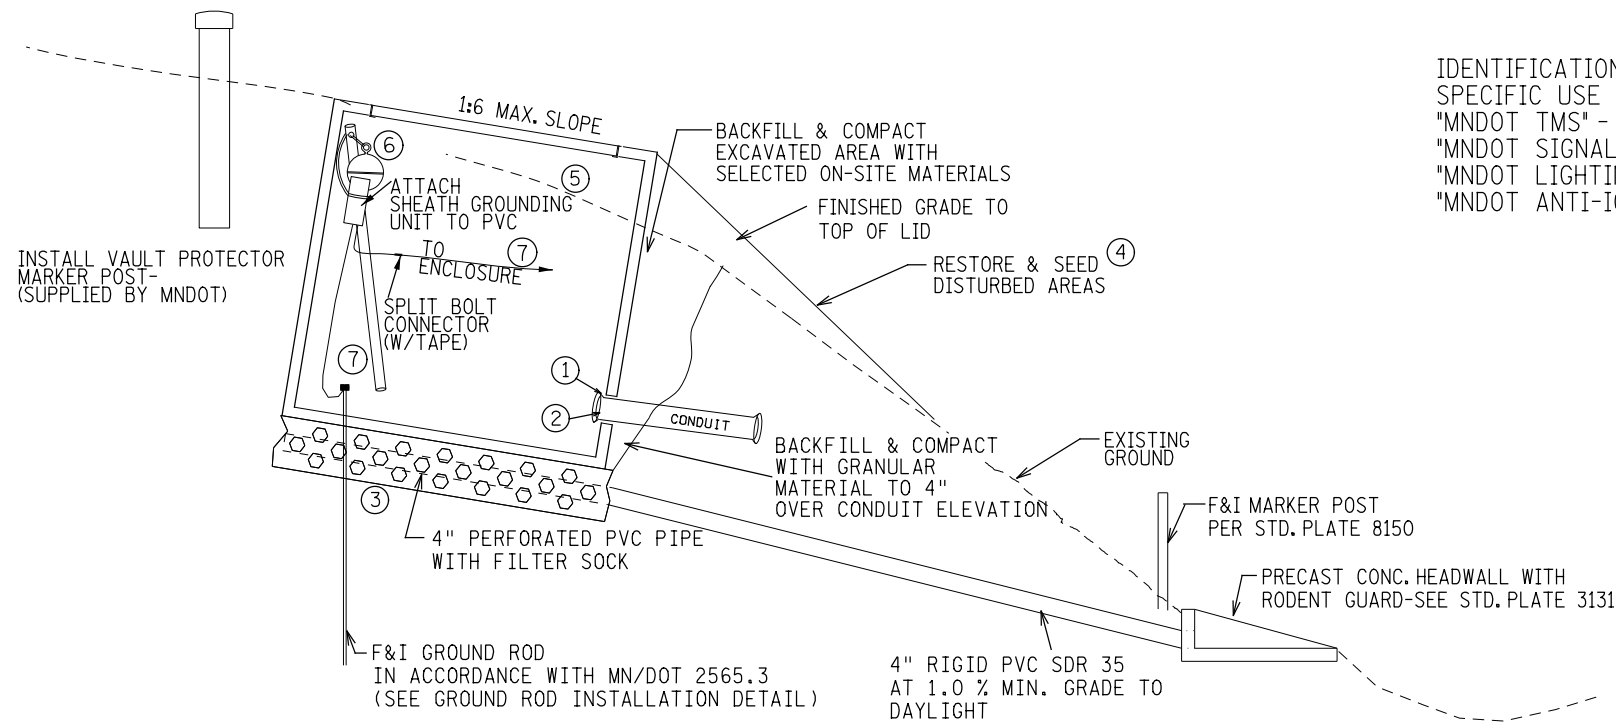 IDENTIFICATION
SPECIFIC USE
"MNDOT TMS" -
"MNDOT SIGNAL
"MNDOT
"MNDOT
1:6 MAX. SLOPE
BACKFILL & COMPACT
EXCAVATED AREA WITH
SELECTED ON-SITE MATERIALS
6
5
ATTACH
SHEATH GROUNDING
UNIT TO PVC
FINISHED GRADE TO
TOP OF LID
INSTALL VAULT PROTECTOR
MARKER POST-
(SUPPLIED BY MNDOT)
TO
ENCLOSURE
7
RESTORE & SEED
DISTURBED AREAS
4
SPLIT BOLT
CONNECTOR
(W/TAPE)
7
1
2
CONDUIT
BACKFILL & COMPACT
WITH GRANULAR
MATERIAL TO 4"
OVER CONDUIT ELEVATION
EXISTING
GROUND
3
4" PERFORATED PVC PIPE
WITH FILTER SOCK
F&I MARKER POST
PER STD. PLATE 8150
PRECAST CONC. HEADWALL WITH
RODENT GUARD-SEE STD. PLATE 3131
F&I GROUND ROD
IN ACCORDANCE WITH MN/DOT 2565.3
(SEE GROUND ROD INSTALLATION DETAIL)
4" RIGID PVC SDR 35
AT 1.0 % MIN. GRADE TO
DAYLIGHT